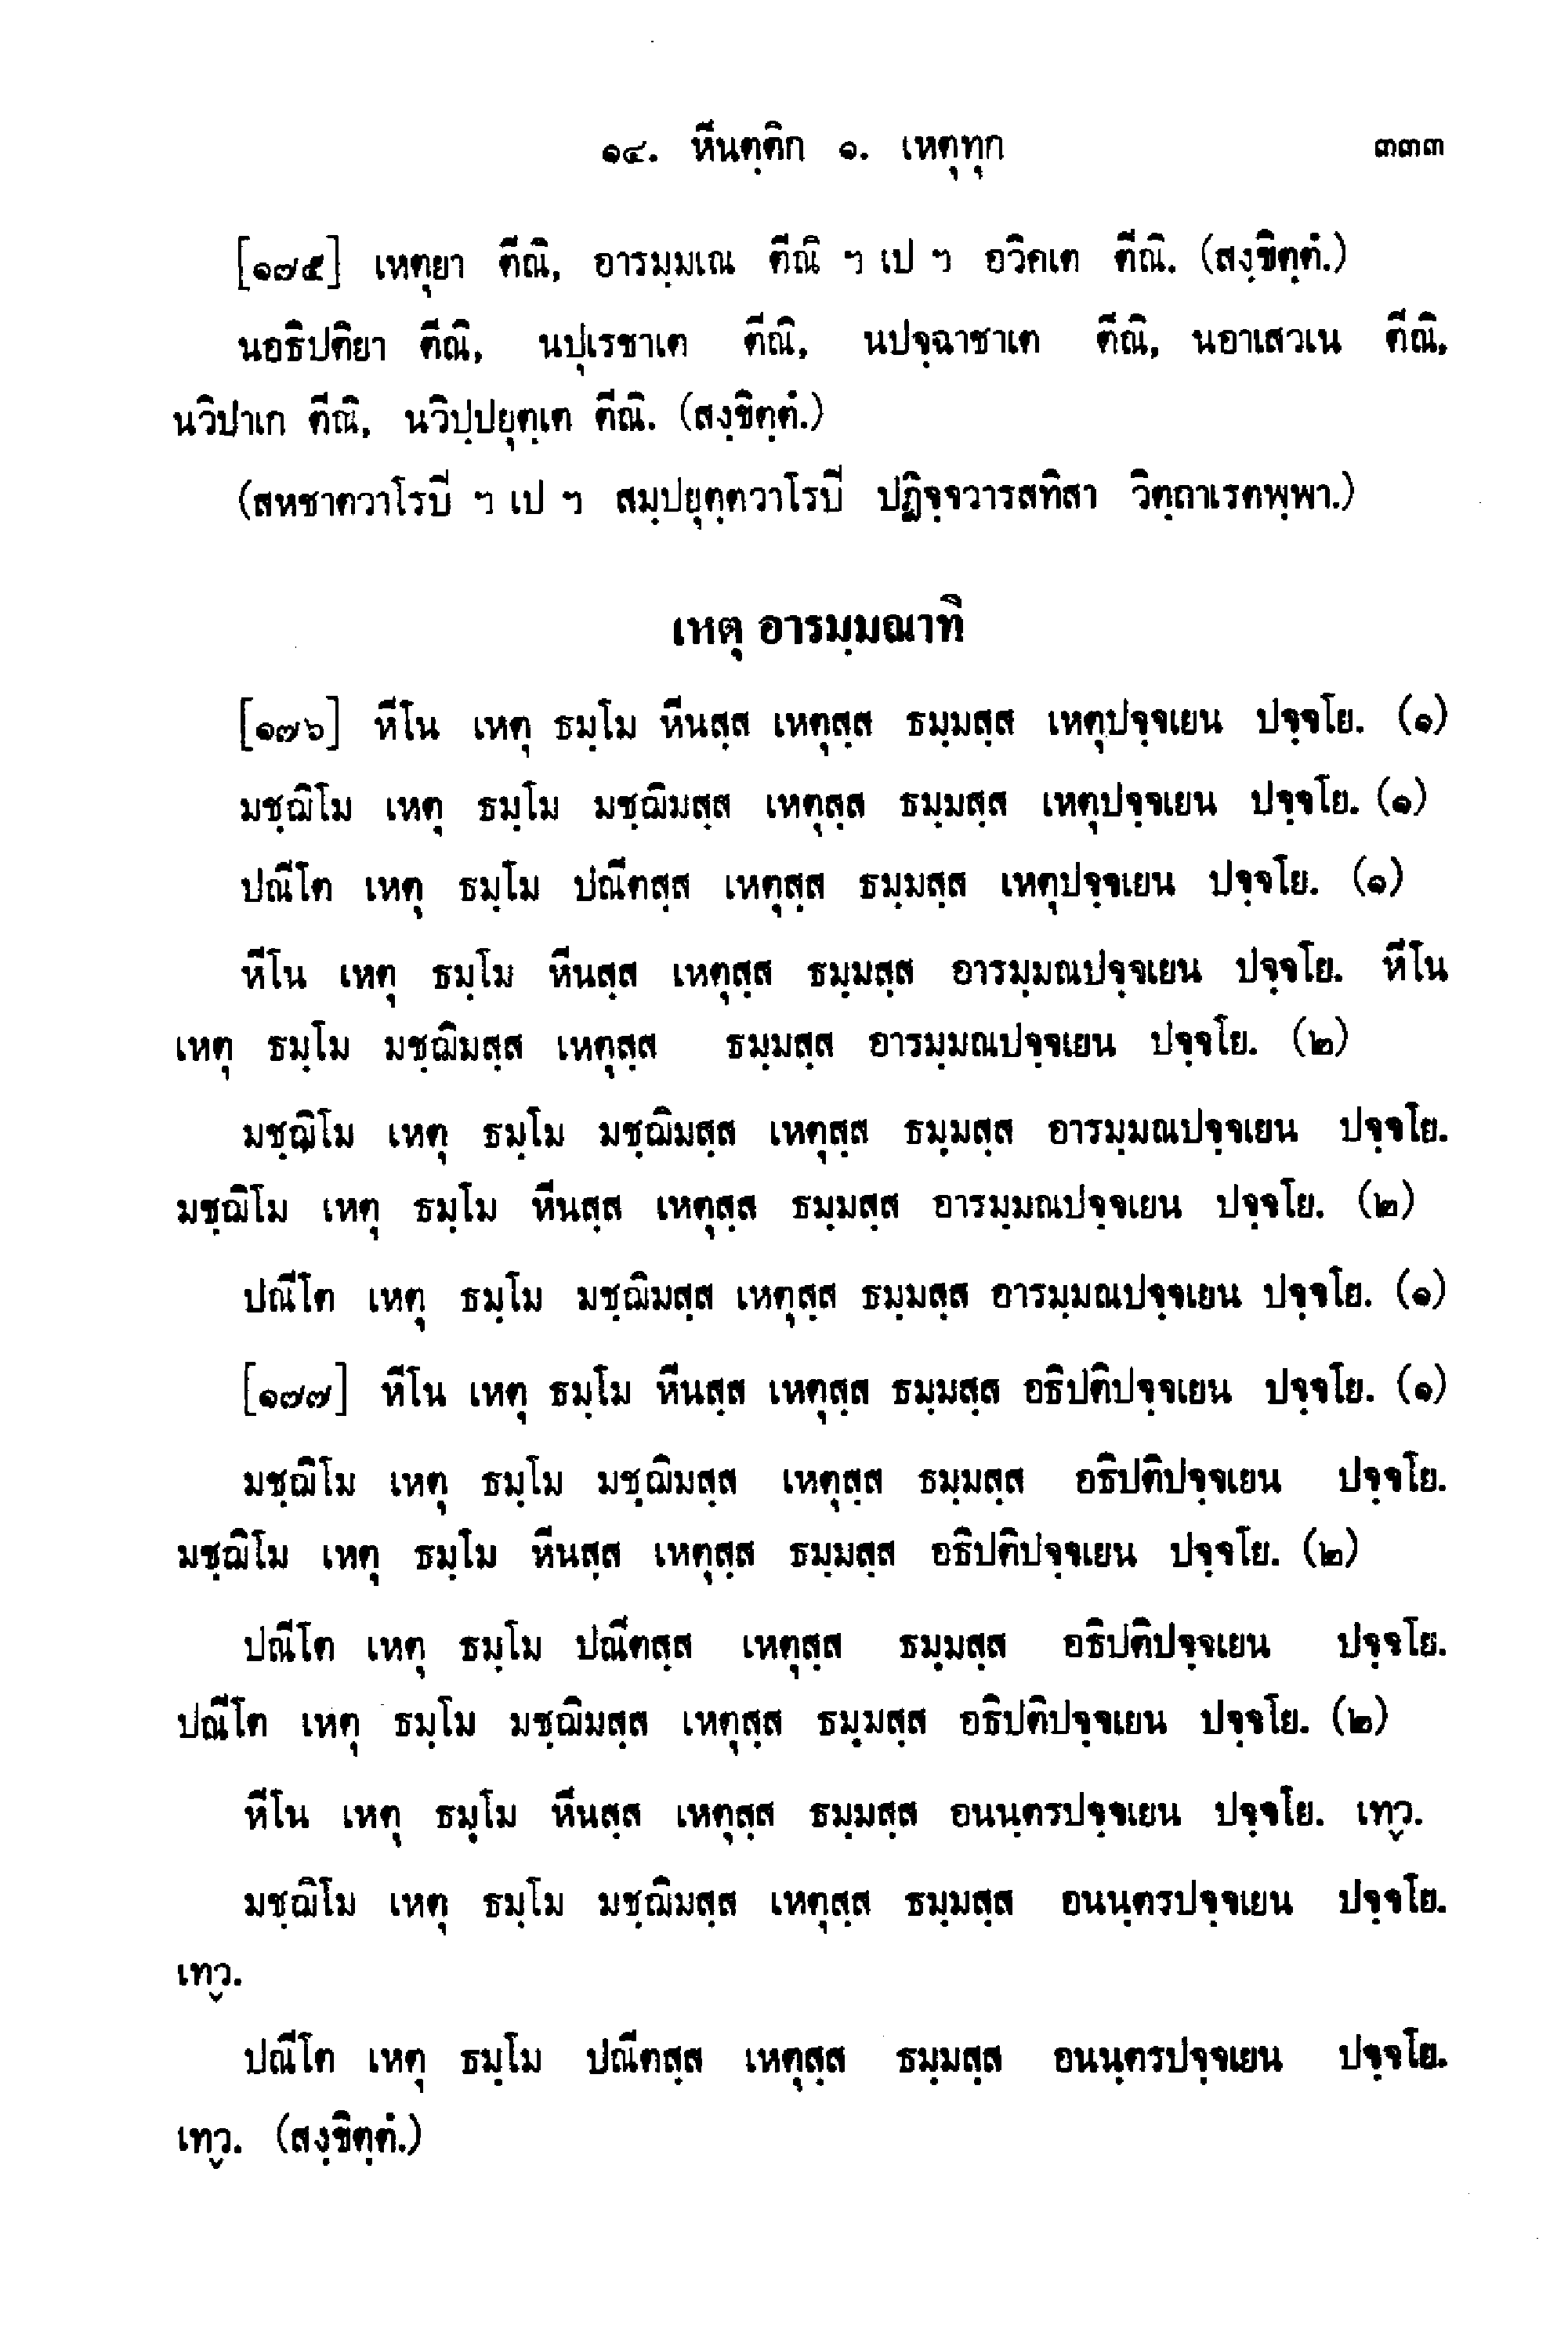 ๑๔. หีนตฺติก ๑. เหตุทุก ๓๓๓
[๑๗๕] เหตุยา ตีณิ, อารมฺมเณ ตีณิ ฯ เป ฯ อวิคเต ตีณิ. (สงฺขิตฺตํ.)
นอธิปติยา ตีณิ, นปุเรชาเต ตีณิ, นปจฺฉาชาเต ตีณิ, นอาเสวเน ตีณิ,
นวิปาเก ตีณิ, นวิปฺปยุตฺเต ตีณิ. (สงฺขิตฺตํ.)
(สหชาตวาโรปิ ฯ เป ฯ สมฺปยุตฺตวาโรปิ ปฏิจฺจวารสทิสา วิตฺถาเรตพฺพา.)
เหตุ อารมฺมณาทิ
[๑๗๖] หีโน เหตุ ธมฺโม หีนสฺส เหตุสฺส ธมฺมสฺส เหตุปจฺจเยน ปจฺจโย. (๑)
มชฺฌิโม เหตุ ธมฺโม มชฺฌิมสฺส เหตุสฺส ธมฺมสฺส เหตุปจฺจเยน ปจฺจโย. (๑)
ปณีโต เหตุ ธมฺโม ปณีตสฺส เหตุสฺส ธมฺมสฺส เหตุปจฺจเยน ปจฺจโย. (๑)
หีโน เหตุ ธมฺโม หีนสฺส เหตุสฺส ธมฺมสฺส อารมฺมณปจฺจเยน ปจฺจโย. หีโน
เหตุ ธมฺโม มชฺฌิมสฺส เหตุสฺส ธมฺมสฺส อารมฺมณปจฺจเยน ปจฺจโย. (๒)
มชฺฌิโม เหตุ ธมฺโม มชฺฌิมสฺส เหตุสฺส ธมฺมสฺส อารมฺมณปจฺจเยน ปจฺจโย.
มชฺฌิโม เหตุ ธมฺโม หีนสฺส เหตุสฺส ธมฺมสฺส อารมฺมณปจฺจเยน ปจฺจโย. (๒)
ปณีโต เหตุ ธมฺโม มชฺฌิมสฺส เหตุสฺส ธมฺมสฺส อารมฺมณปจฺจเยน ปจฺจโย. (๑)
[๑๗๗] หีโน เหตุ ธมฺโม หีนสฺส เหตุสฺส ธมฺมสฺส อธิปติปจฺจเยน ปจฺจโย. (๑)
มชฺฌิโม เหตุ ธมฺโม มชฺฌิมสฺส เหตุสฺส ธมฺมสฺส อธิปติปจฺจเยน ปจฺจโย.
มชฺฌิโม เหตุ ธมฺโม หีนสฺส เหตุสฺส ธมฺมสฺส อธิปติปจฺจเยน ปจฺจโย. (๒)
ปณีโต เหตุ ธมฺโม ปณีตสฺส เหตุสฺส ธมฺมสฺส อธิปติปจฺจเยน ปจฺจโย.
ปณีโต เหตุ ธมฺโม มชฺฌิมสฺส เหตุสฺส ธมฺมสฺส อธิปติปจฺจเยน ปจฺจโย. (๒)
หีโน เหตุ ธมฺโม หีนสฺส เหตุสฺส ธมฺมสฺส อนนฺตรปจฺจเยน ปจฺจโย. เทฺว.
มชฺฌิโม เหตุ ธมฺโม มชฺฌิมสฺส เหตุสฺส ธมฺมสฺส อนนฺตรปจฺจเยน ปจฺจโย.
เทฺว.
ปณีโต เหตุ ธมฺโม ปณีตสฺส เหตุสฺส ธมฺมสฺส อนนฺตรปจฺจเยน ปจฺจโย.
เทฺว. (สงฺขิตฺตํ.)